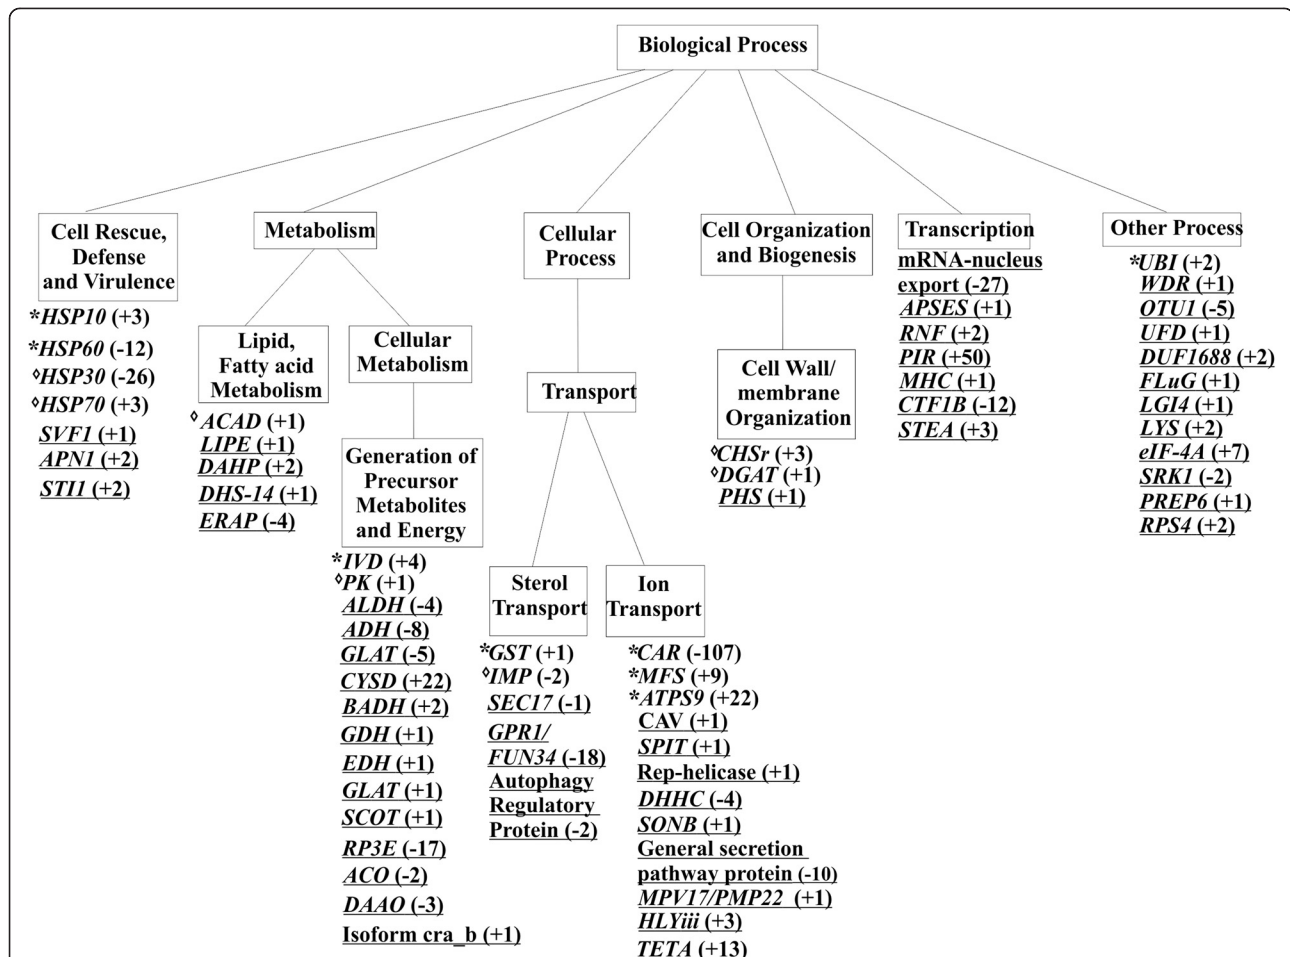 Biological Process
Cell Rescue,
Defense
and Virulence
*HSP10 (+3)
*HSP60 (-12)
◊HSP30 (-26)
◊HSP70 (+3)
SVF1 (+1)
APN1 (+2)
STI1 (+2)
Metabolism
Lipid,
Fatty acid
Metabolism
◊ACAD (+1)
LIPE (+1)
DAHP (+2)
DHS-14 (+1)
ERAP (-4)
Cellular
Metabolism
Generation of
Precursor
Metabolites
and Energy
*IVD (+4)
◊PK (+1)
ALDH (-4)
ADH (-8)
GLAT (-5)
CYSD (+22)
BADH (+2)
GDH (+1)
EDH (+1)
GLAT (+1)
SCOT (+1)
RP3E (-17)
ACO (-2)
DAAO (-3)
Isoform cra_b (+1)
Cellular
Process
Transport
Sterol
Transport
*GST (+1)
◊IMP (-2)
SEC17 (-1)
GPR1/
FUN34 (-18)
Autophagy
Regulatory
Protein (-2)
Ion
Transport
*CAR (-107)
*MFS (+9)
*ATPS9 (+22)
CAV (+1)
SPIT (+1)
Rep-helicase (+1)
DHHC (-4)
SONB (+1)
General secretion
pathway protein (-10)
MPV17/PMP22 (+1)
HLYiii (+3)
TETA (+13)
Cell Organization
and Biogenesis
Cell Wall/
membrane
Organization
◊CHSr (+3)
◊DGAT (+1)
PHS (+1)
Transcription
mRNA-nucleus
export (-27)
APSES (+1)
RNF (+2)
PIR (+50)
MHC (+1)
CTF1B (-12)
STEA (+3)
Other Process
*UBI (+2)
WDR (+1)
OTU1 (-5)
UFD (+1)
DUF1688 (+2)
FLuG (+1)
LGI4 (+1)
LYS (+2)
eIF-4A (+7)
SRK1 (-2)
PREP6 (+1)
RPS4 (+2)